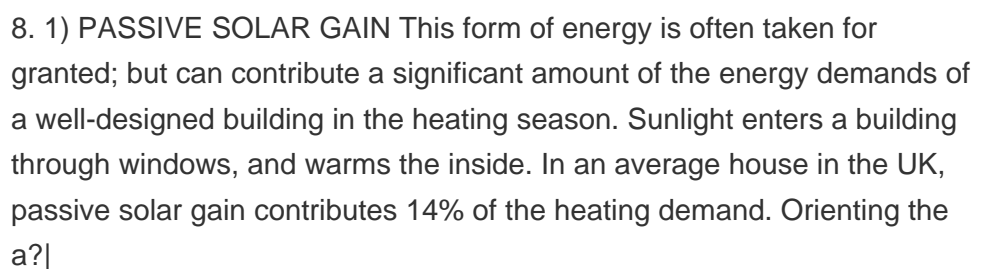 8. 1) PASSIVE SOLAR GAIN This form of energy is often taken for
granted; but can contribute a significant amount of the energy demands of
a well-designed building in the heating season. Sunlight enters a building
through windows, and warms the inside. In an average house in the UK,
passive solar gain contributes 14% of the heating demand. Orienting the
a?|